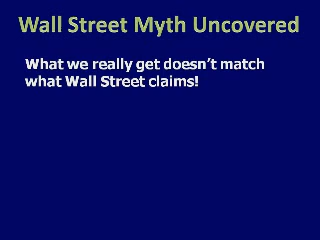 Wall Street Myth Uncovered
What we really get doesn't match
what Wall Street claims!